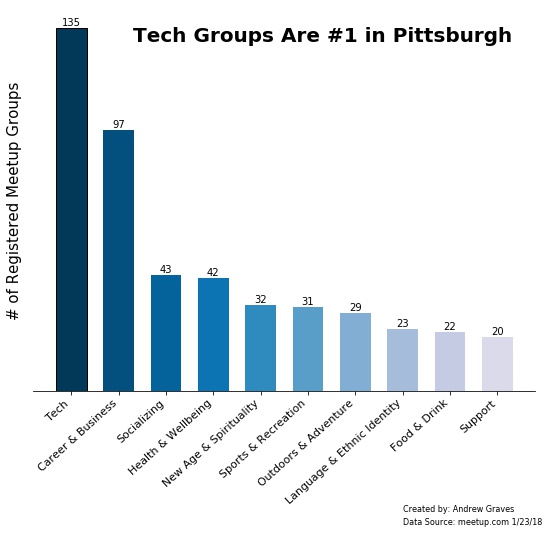 135
Tech Groups Are #1 in Pittsburgh
# of Registered Meetup Groups
97
43
42
32
31
29
23
22
20
Tech
Career & Business
Socializing
Health & Wellbeing
New Age & Spirituality
Sports & Recreation
Outdoors & Adventure
Language & Ethnic Identity
Food & Drink
Support
Created by: Andrew Graves
Data Source: meetup.com 1/23/18